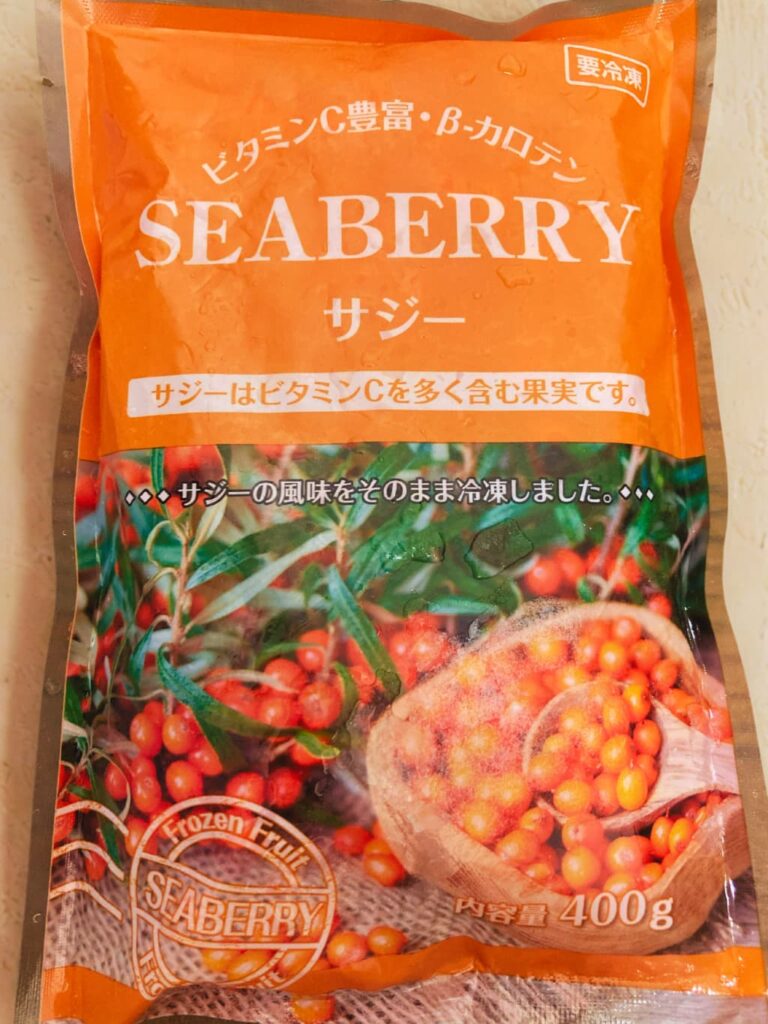 要冷凍
ビタミンC豊富・β-カロテン
SEABERRY
サジー
サジーはビタミンCを多く含む果実です。
サジーの風味をそのまま冷凍しました。
Frozen Fruit
SEABERRY
内容量 400g